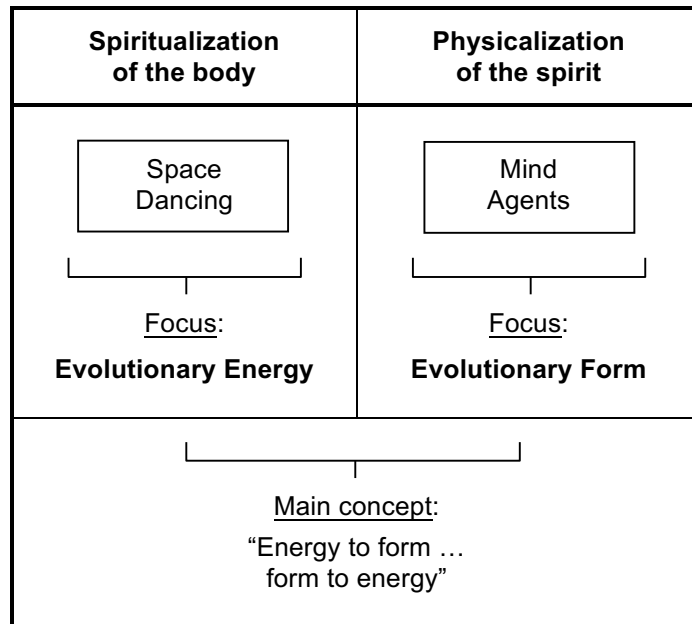 Spiritualization
of the body
Physicalization
of the spirit
Space
Dancing
Mind
Agents
Focus:
Evolutionary Energy
Focus:
Evolutionary Form
Main concept:
“Energy to form …
form to energy”